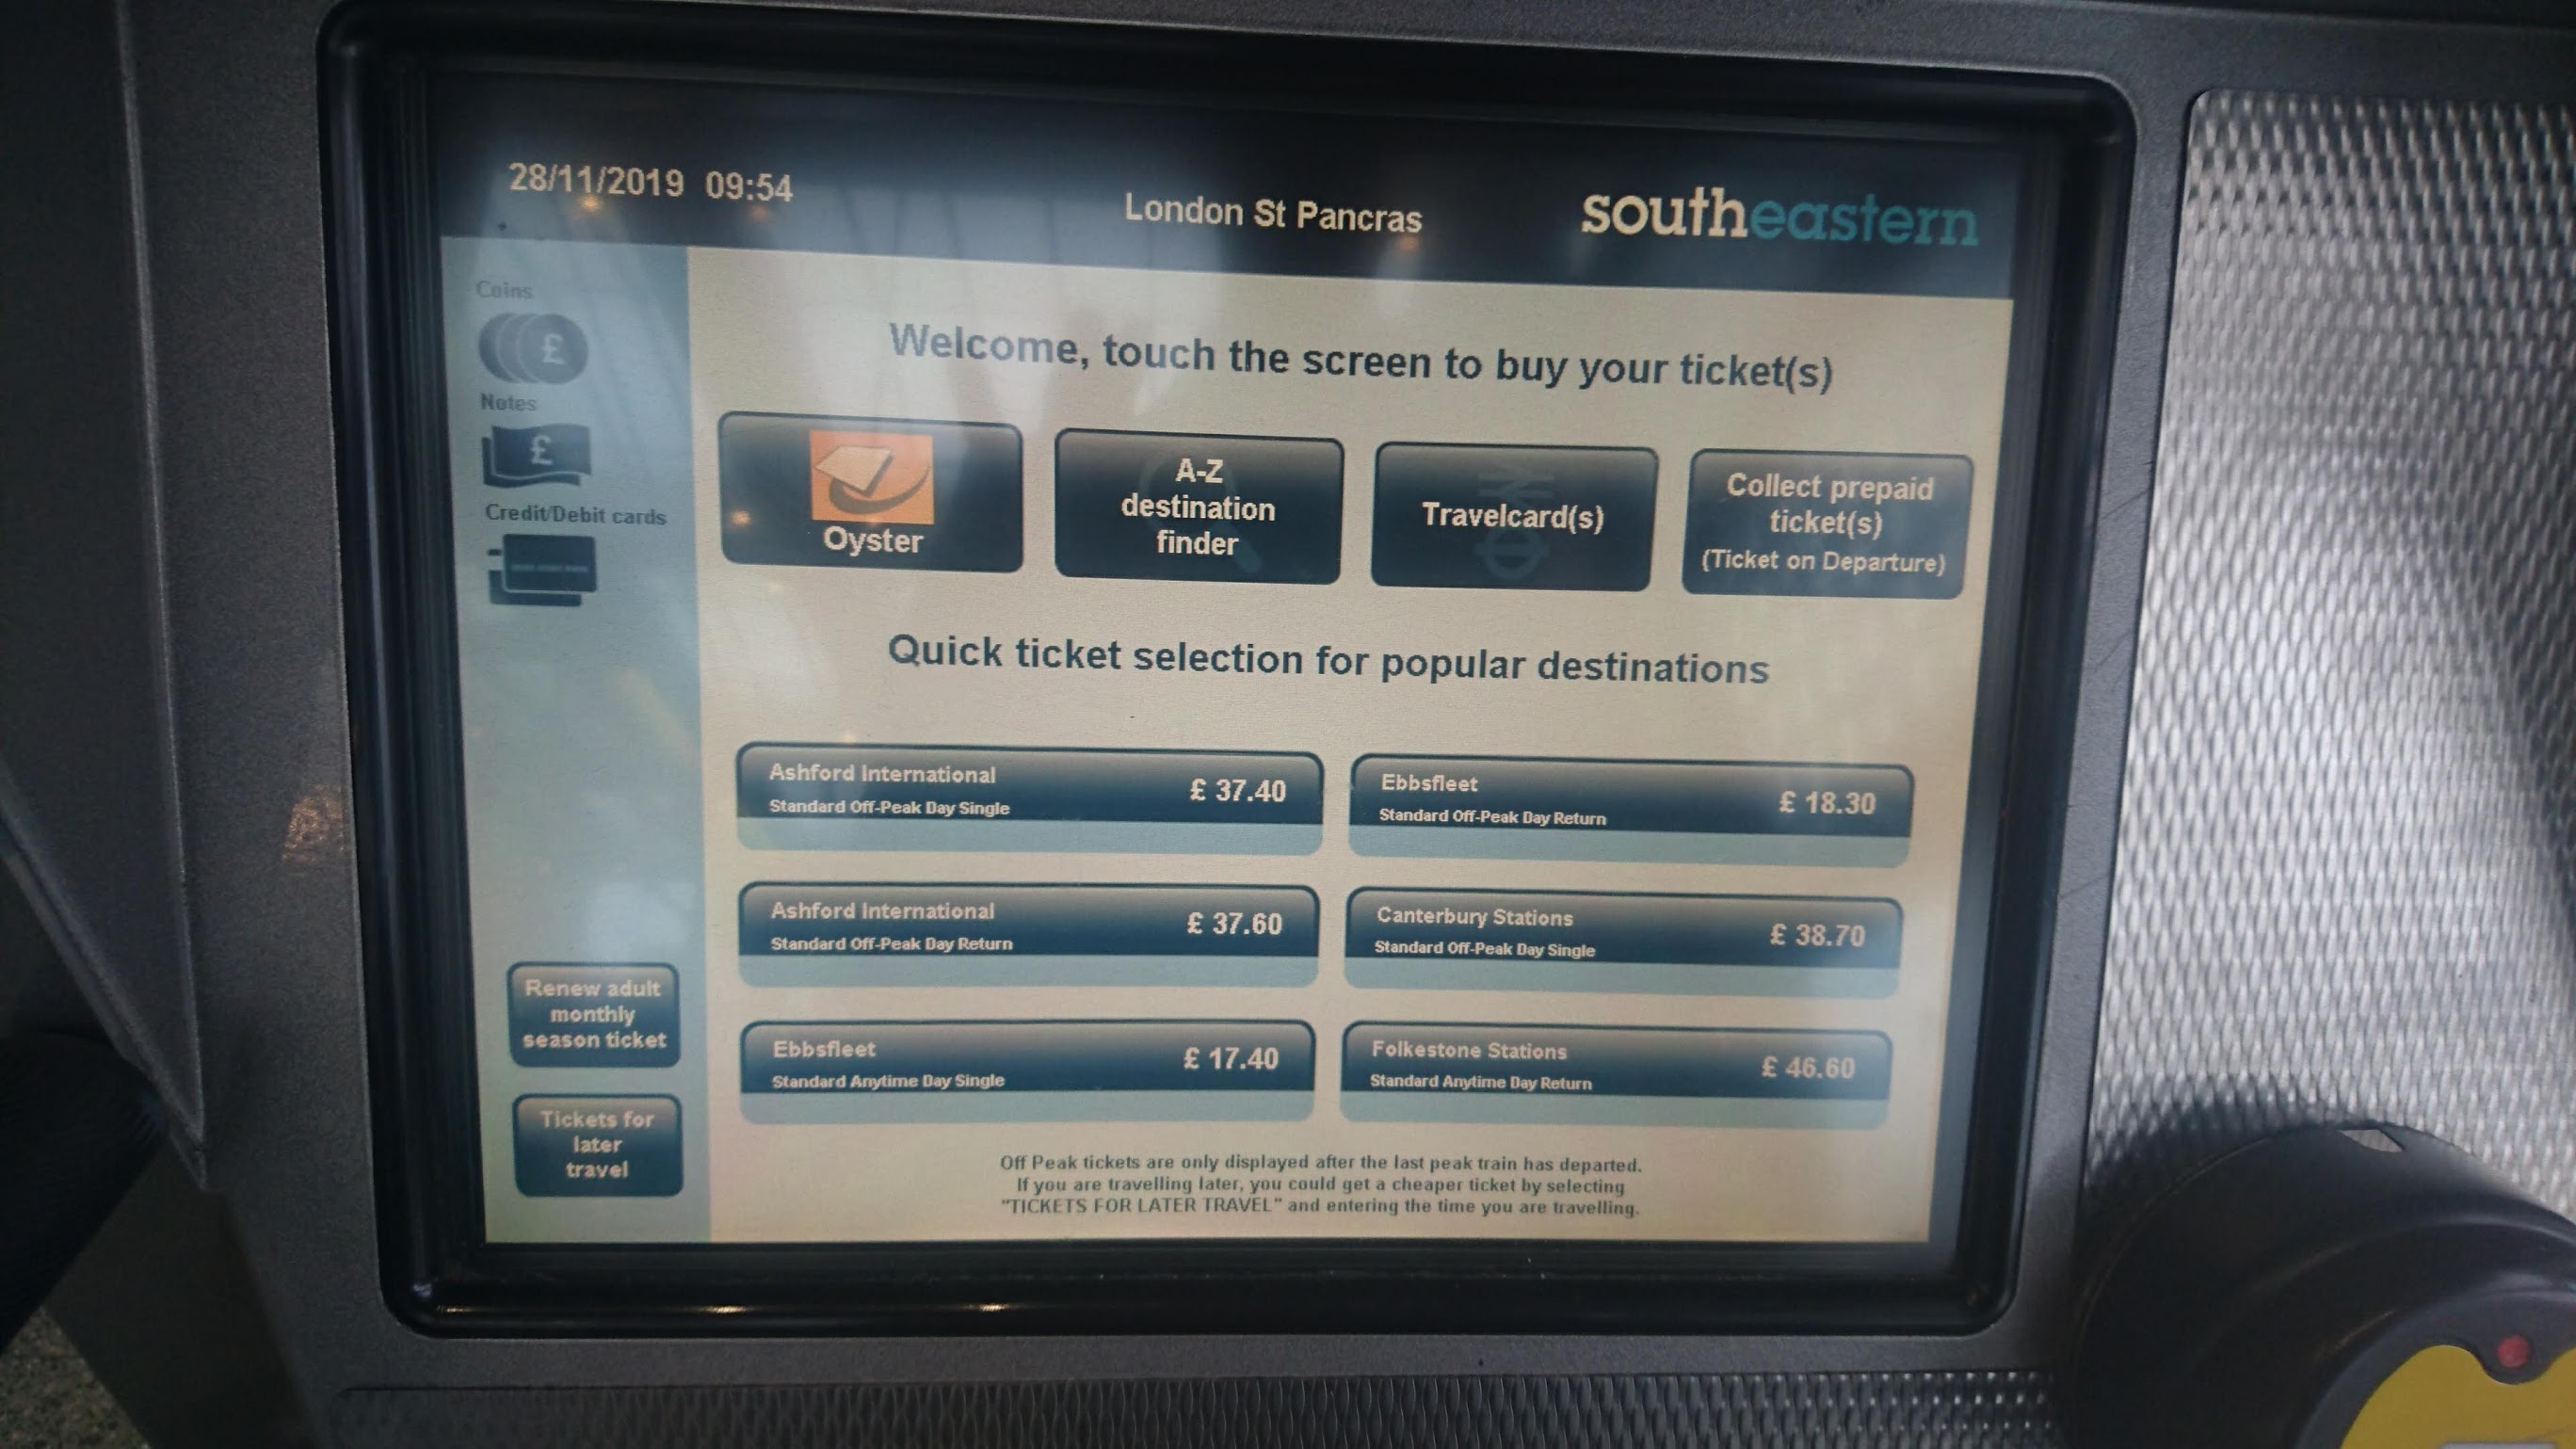 28/11/2019 09:54
London St Pancras
southeastern
Coins
£
Notes
£
Credit/Debit cards
Welcome, touch the screen to buy your ticket(s)
Oyster
A-Z
destination
finder
Travelcard(s)
Collect prepaid
ticket(s)
(Ticket on Departure)
Quick ticket selection for popular destinations
Ashford International
Standard Off-Peak Day Single
£ 37.40
Ebbsfleet
Standard Off-Peak Day Return
£ 18.30
Ashford International
Standard Off-Peak Day Return
£ 37.60
Canterbury Stations
Standard Off-Peak Day Single
£ 38.70
Ebbsfleet
Standard Anytime Day Single
£ 17.40
Folkestone Stations
Standard Anytime Day Return
£ 46.60
Renew adult
monthly
season ticket
Tickets for
later
travel
Off Peak tickets are only displayed after the last peak train has departed.
If you are travelling later, you could get a cheaper ticket by selecting
"TICKETS FOR LATER TRAVEL" and entering the time you are travelling.